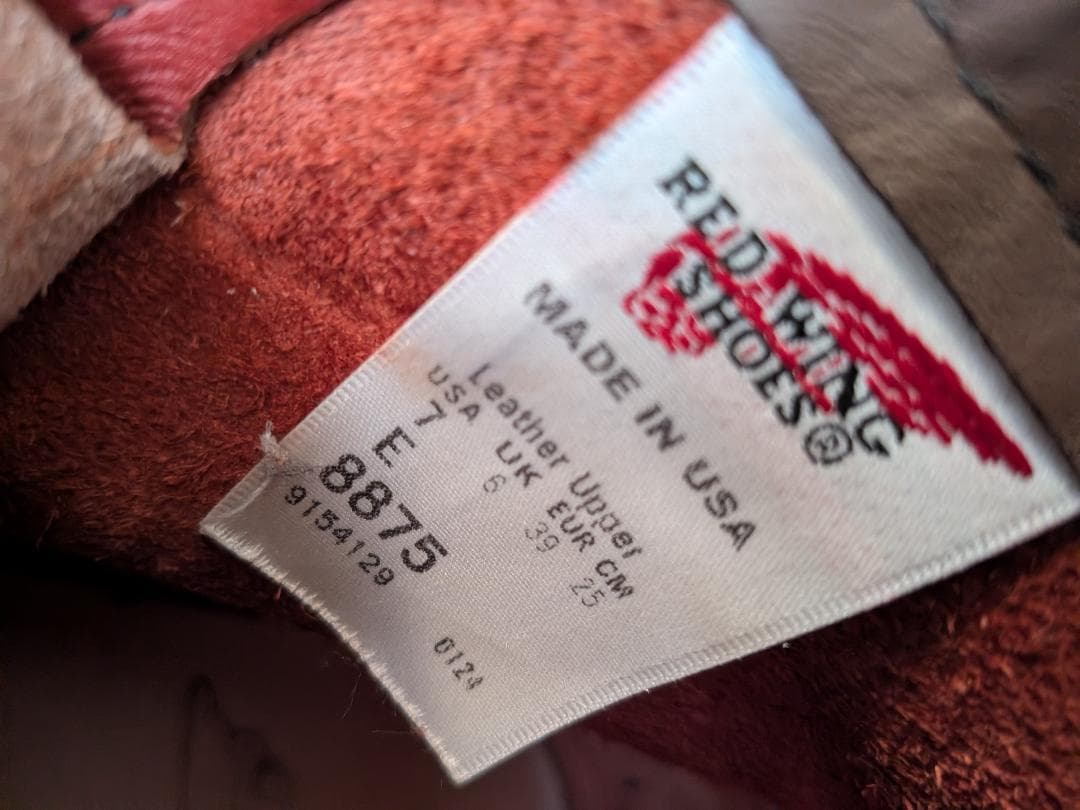 RED WING
SHOES®
MADE IN USA
Leather Upper
USA UK EUR CM
7 6 39 25
E
8875
9154129
0124